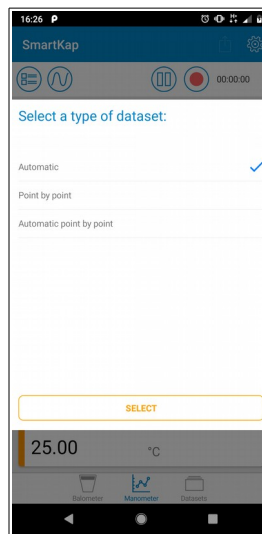 16:26
SmartKap
00:00:00
Select a type of dataset:
Automatic
Point by point
Automatic point by point
SELECT
25.00 °C
Balometer Manometer Datasets